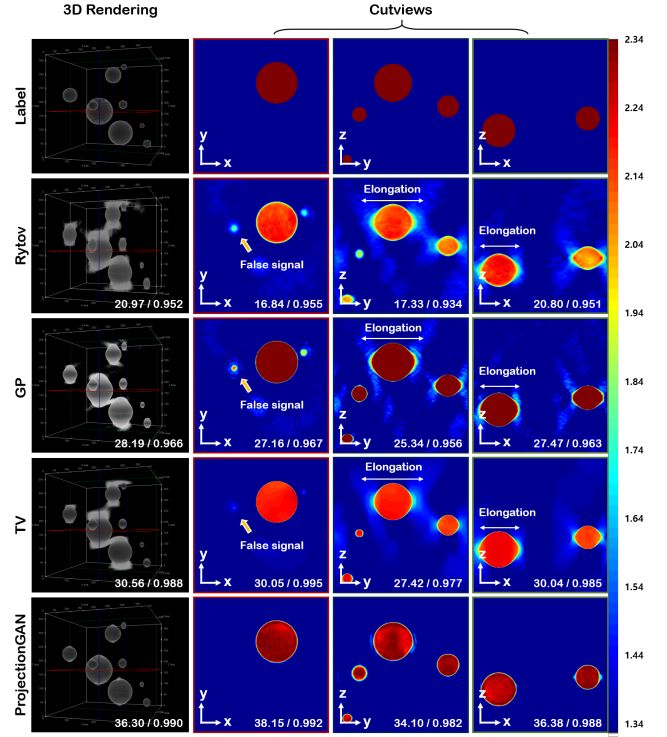 3D Rendering
Cutviews
Label
y
x
z
y
z
x
2.34
2.24
2.14
2.04
1.94
1.84
1.74
1.64
1.54
1.44
1.34
Rytov
20.97 / 0.952
False signal
y
x
16.84 / 0.955
Elongation
z
y
17.33 / 0.934
Elongation
z
x
20.80 / 0.951
GP
28.19 / 0.966
False signal
y
x
27.16 / 0.967
Elongation
z
y
25.34 / 0.956
Elongation
z
x
27.47 / 0.963
TV
30.56 / 0.988
False signal
y
x
30.05 / 0.995
Elongation
z
y
27.42 / 0.977
Elongation
z
x
30.04 / 0.985
ProjectionGAN
36.30 / 0.990
y
x
38.15 / 0.992
z
y
34.10 / 0.982
z
x
36.38 / 0.988